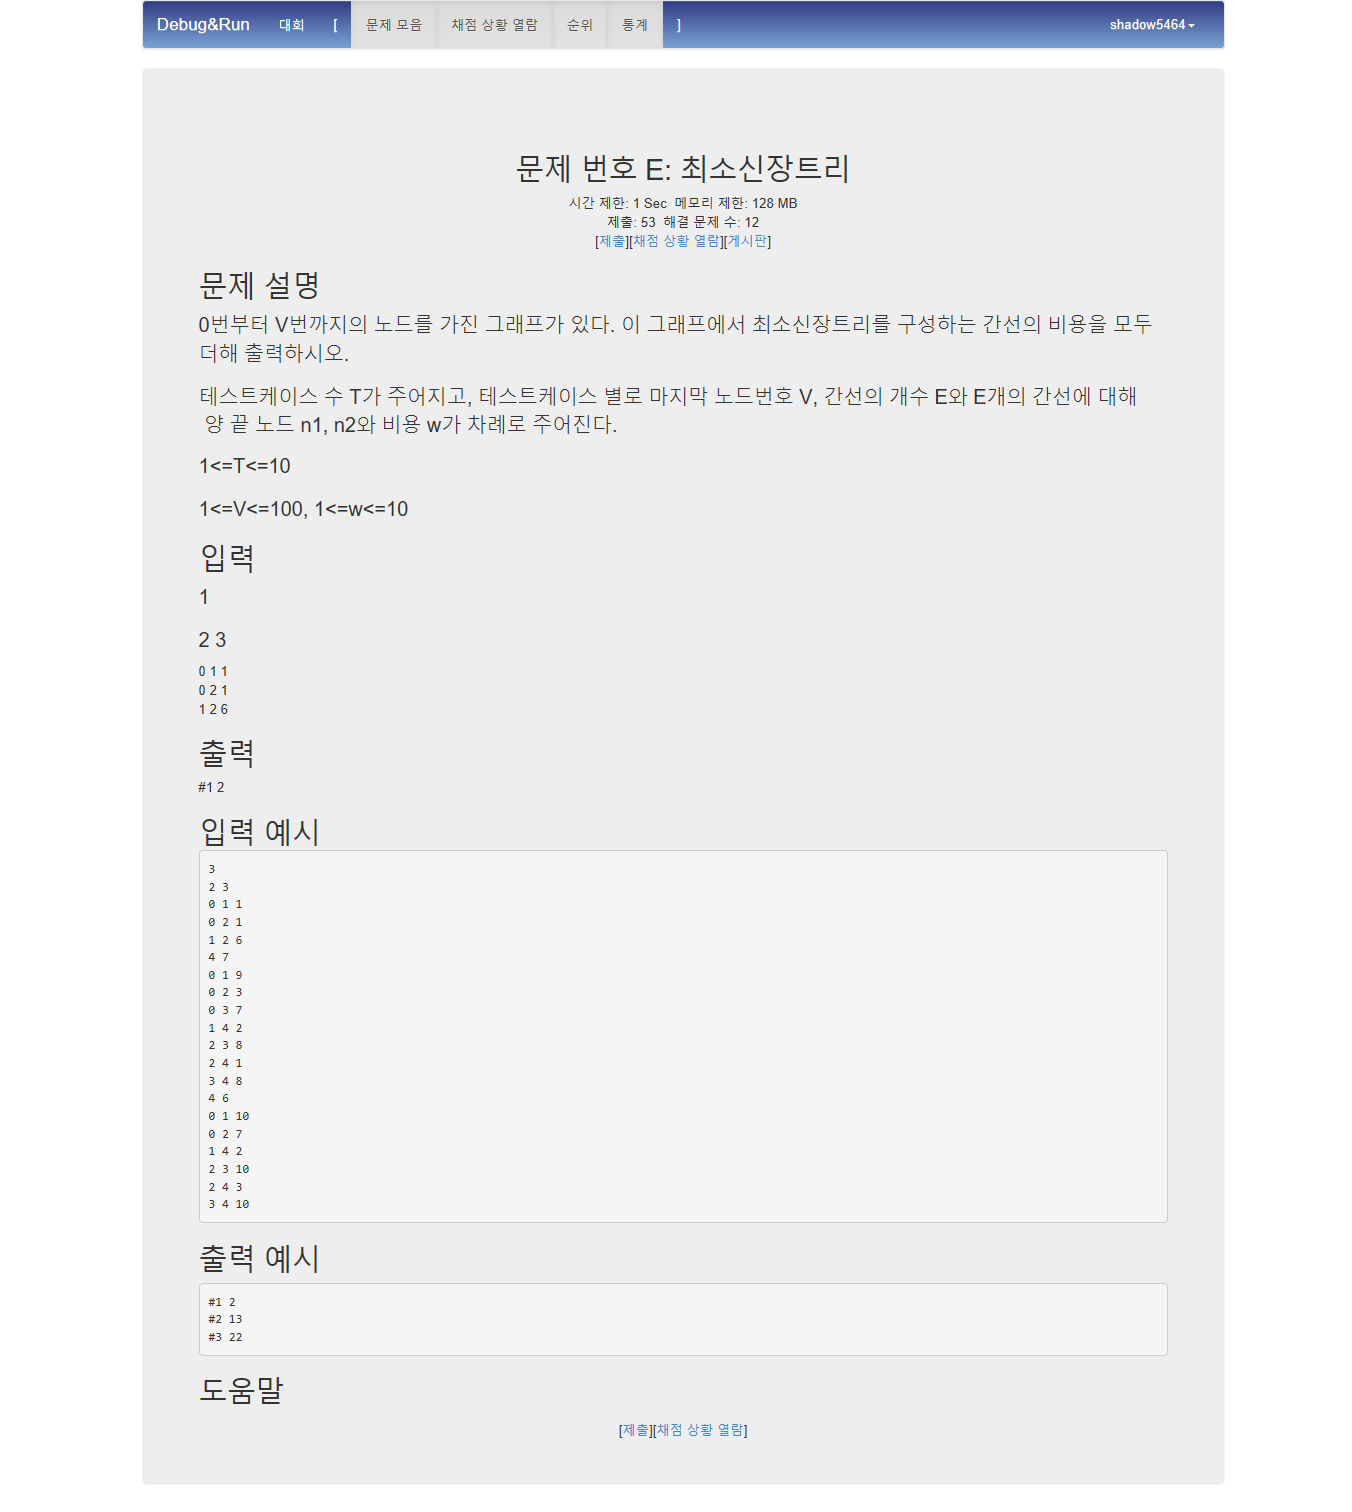 Debug&Run 대회 [ 문제 모음 채점 상황 열람 순위 통계 ] shadow5464
문제 번호 E: 최소신장트리
시간 제한: 1 Sec 메모리 제한: 128 MB
제출: 53 해결 문제 수: 12
[제출][채점 상황 열람][게시판]
문제 설명
0번부터 V번까지의 노드를 가진 그래프가 있다. 이 그래프에서 최소신장트리를 구성하는 간선의 비용을 모두
더해 출력하시오.
테스트케이스 수 T가 주어지고, 테스트케이스 별로 마지막 노드번호 V, 간선의 개수 E와 E개의 간선에 대해
양 끝 노드 n1, n2와 비용 w가 차례로 주어진다.
1<=T<=10
1<=V<=100, 1<=w<=10
입력
1
2 3
0 1 1
0 2 1
1 2 6
출력
#1 2
입력 예시
3
2 3
0 1 1
0 2 1
1 2 6
4 7
0 1 9
0 2 3
0 3 7
1 4 2
2 3 8
2 4 1
3 4 8
4 6
0 1 10
0 2 7
1 4 2
2 3 10
2 4 3
3 4 10
출력 예시
#1 2
#2 13
#3 22
도움말
[제출][채점 상황 열람]